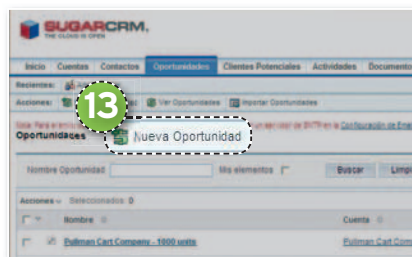 SUGARCRM.
THE CLOUD IS OPEN
Inicio Cuentas Contactos Oportunidades Clientes Potenciales Actividades Documento
Recientes:
Acciones: Ver Oportunidades Importar Oportunidades
13
Oportunidades Nueva Oportunidad
Nombre Oportunidad Mis elementos Buscar Limpi
Acciones Seleccionados 0
Nombre Cuenta
Pullman Cart Company - 1000 units Pullman Cart Com